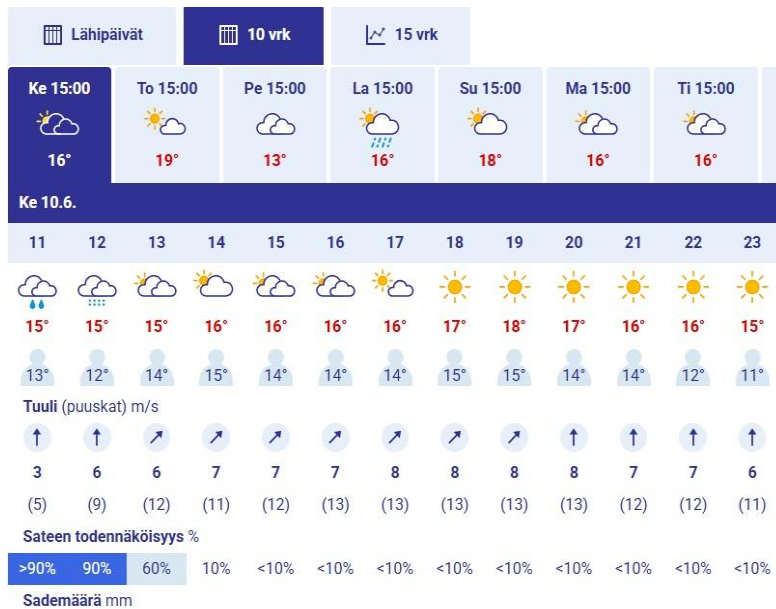 Lähipäivät 10 vrk 15 vrk
Ke 15:00 To 15:00 Pe 15:00 La 15:00 Su 15:00 Ma 15:00 Ti 15:00
16° 19° 13° 16° 18° 16° 16°
Ke 10.6.
11 12 13 14 15 16 17 18 19 20 21 22 23
15° 15° 15° 16° 16° 16° 16° 17° 18° 17° 16° 16° 15°
13° 12° 14° 15° 14° 14° 14° 15° 15° 14° 14° 12° 11°
Tuuli (puuskat) m/s
3 6 6 7 7 7 8 8 8 8 7 7 6
(5) (9) (12) (11) (12) (13) (13) (13) (13) (13) (12) (12) (11)
Sateen todennäköisyys %
>90% 90% 60% 10% <10% <10% <10% <10% <10% <10% <10% <10% <10%
Sademäärä mm